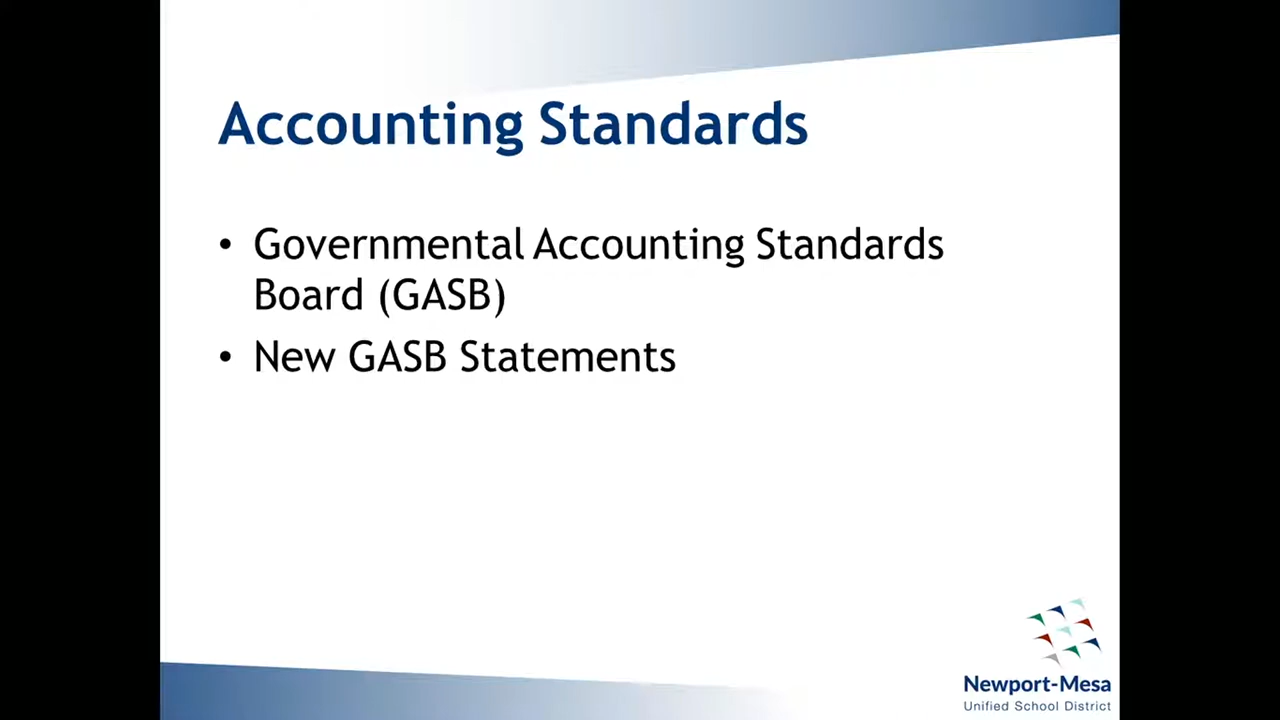 Accounting Standards
• Governmental Accounting Standards
Board (GASB)
• New GASB Statements
Newport-Mesa
Unified School District